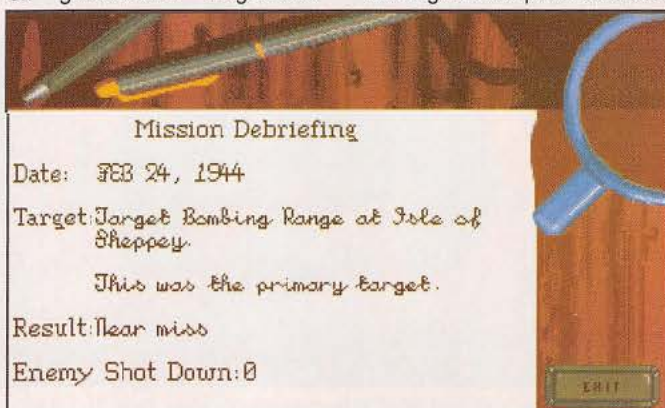 Mission Debriefing
Date: FEB 24, 1944
Target:Target Bombing Range at Isle of
Sheppey.
This was the primary target.
Result:Near miss
Enemy Shot Down:0
EXIT